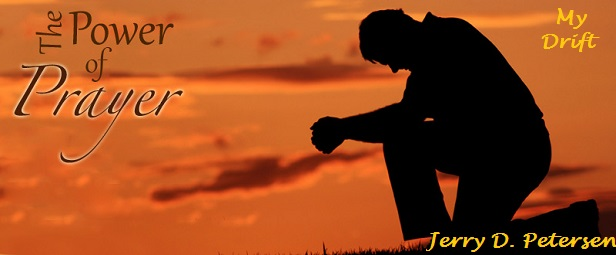 The Power
of
Prayer
My
Drift
Jerry D. Petersen